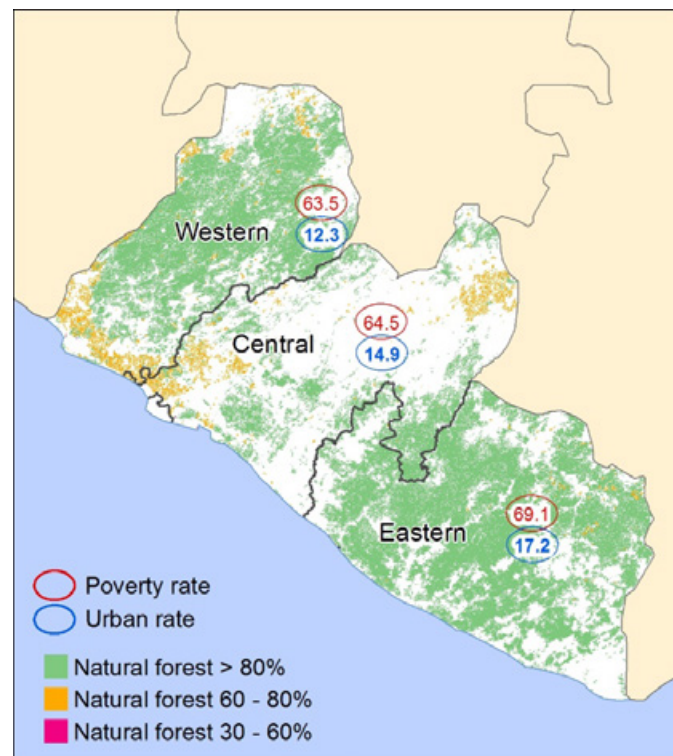 63.5
Western
12.3
64.5
Central
14.9
69.1
Eastern
17.2
Poverty rate
Urban rate
Natural forest > 80%
Natural forest 60 - 80%
Natural forest 30 - 60%